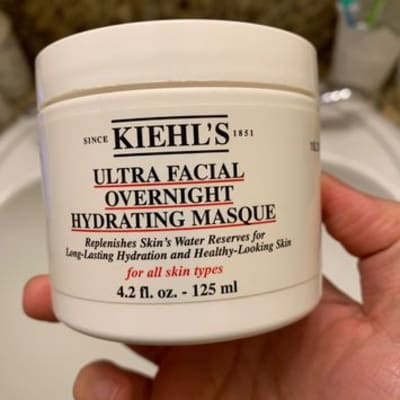 SINCE KIEHL'S 1851
ULTRA FACIAL
OVERNIGHT
HYDRATING MASQUE
Replenishes Skin's Water Reserves for
Long-Lasting Hydration and Healthy-Looking Skin
for all skin types
4.2 fl. oz. - 125 ml